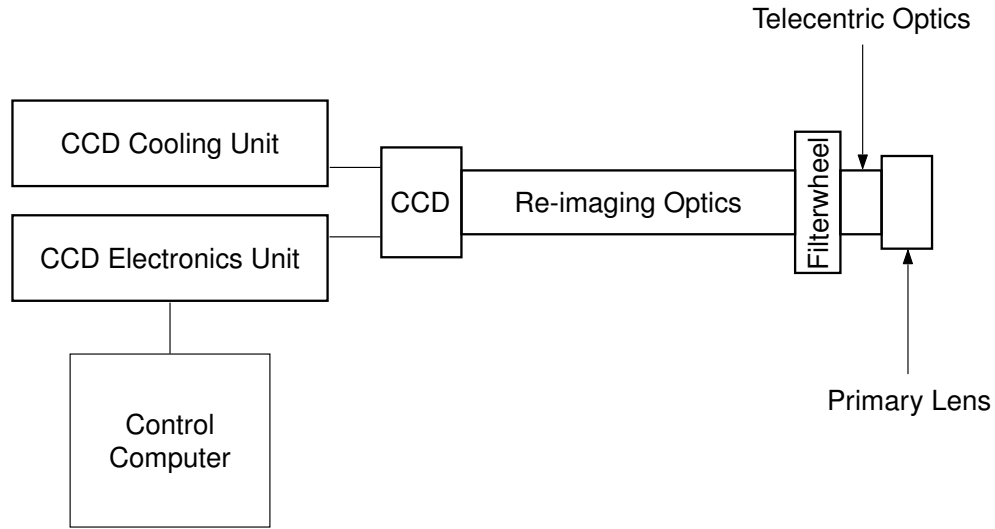 Telecentric Optics
CCD Cooling Unit
CCD
Re-imaging Optics
Filterwheel
CCD Electronics Unit
Primary Lens
Control
Computer